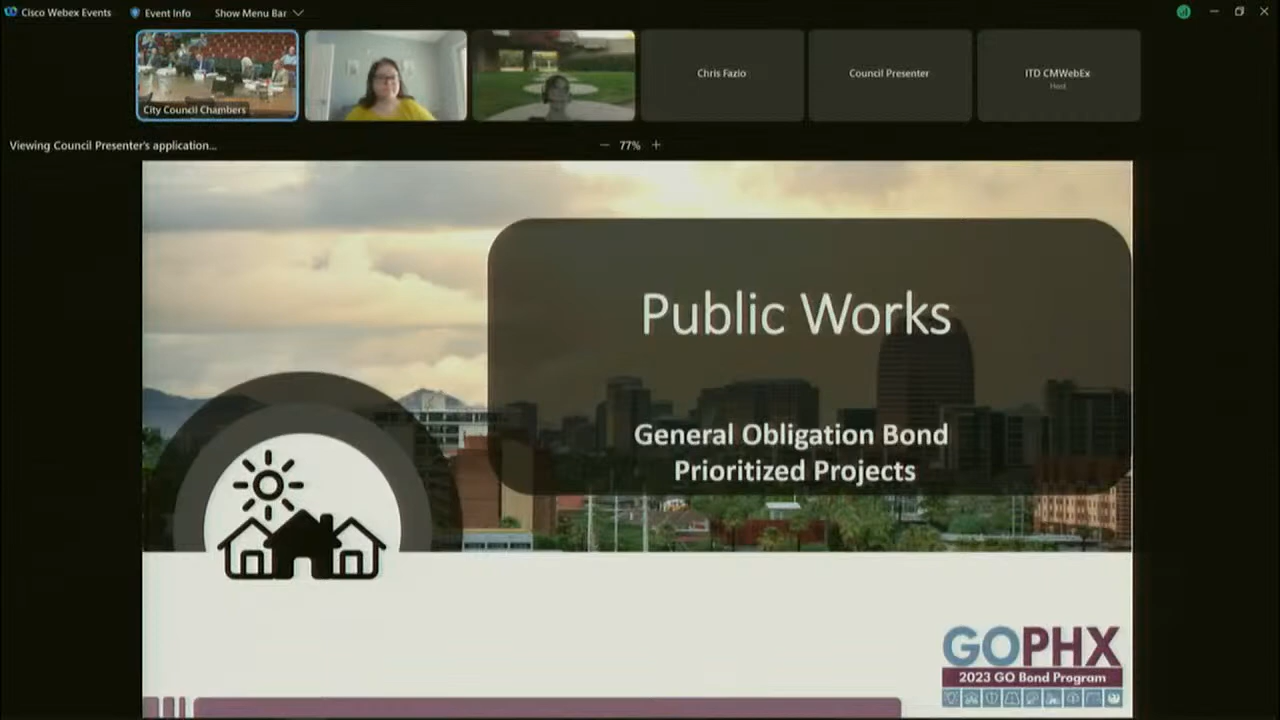 Cisco Webex Events
Event Info
Show Menu Bar
City Council Chambers
Chris Fazio
Council Presenter
ITD CMWebEx
Host
Viewing Council Presenter's application...
77%
Public Works
General Obligation Bond
Prioritized Projects
GOPHX
2023 GO Bond Program